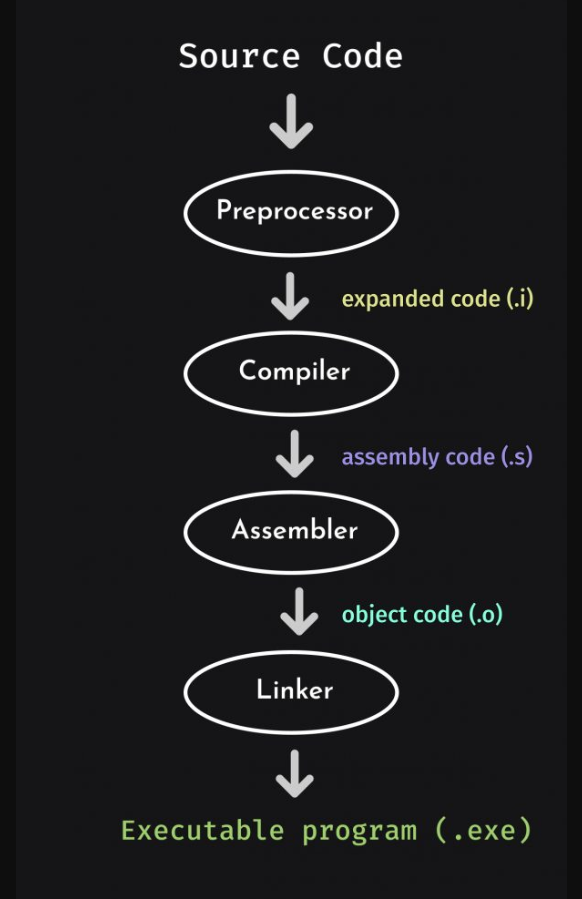 Source Code
Preprocessor
expanded code (.i)
Compiler
assembly code (.s)
Assembler
object code (.o)
Linker
Executable program (.exe)